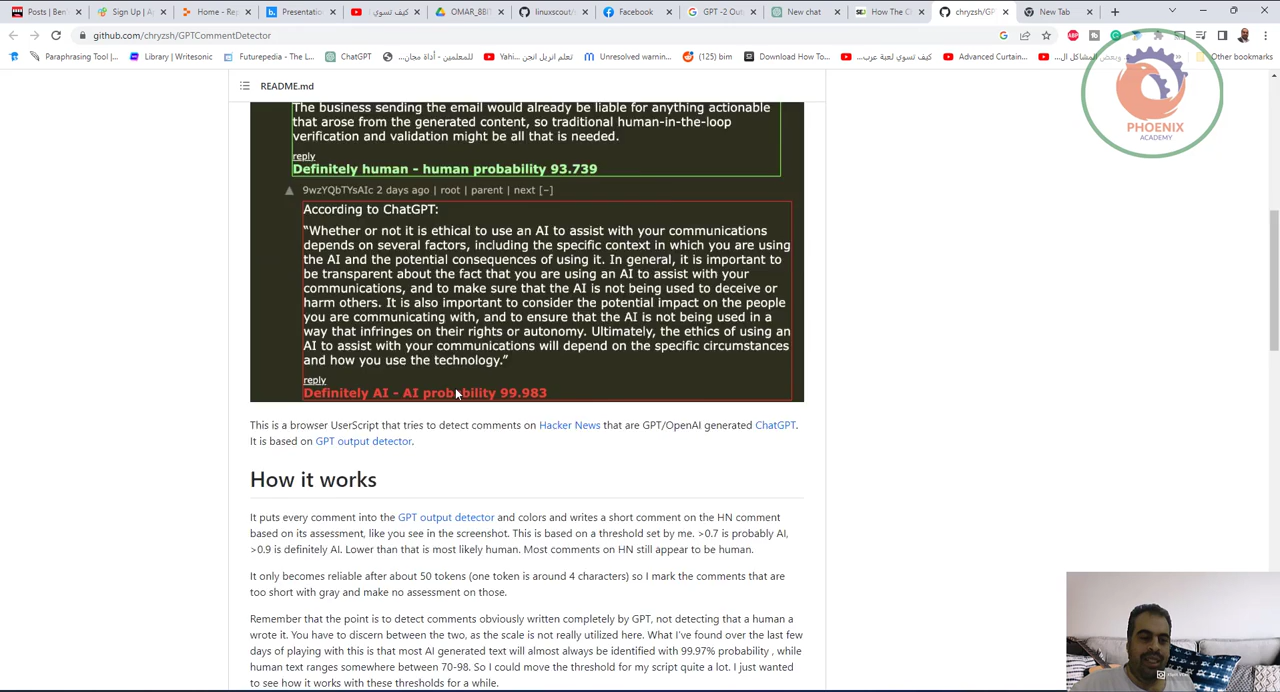 Posts | Ben
Sign Up | A
Home - Re
Presentatio
كيف تسوي
OMAR_8BI
linuxscout/
Facebook
GPT -2 Out
New chat
How The C
chryzsh/GP
New Tab
github.com/chryzsh/GPTCommentDetector
Paraphrasing Tool |...
Library | Writesonic
Futurepedia - The L...
ChatGPT
للمعلمين - أداة مجان...
تعلم انريل انجن ...Yahi
Unresolved warnin...
(125) bim
Download How To...
كيف تسوي لعبة عرب...
Advanced Curtain...
Other bookmarks
PHOENIX
ACADEMY
README.md
The business sending the email would already be liable for anything actionable
that arose from the generated content, so traditional human-in-the-loop
verification and validation might be all that is needed.
reply
Definitely human - human probability 93.739
9wzYQbTYsAIc 2 days ago | root | parent | next [–]
According to ChatGPT:
“Whether or not it is ethical to use an AI to assist with your communications
depends on several factors, including the specific context in which you are using
the AI and the potential consequences of using it. In general, it is important to
be transparent about the fact that you are using an AI to assist with your
communications, and to make sure that the AI is not being used to deceive or
harm others. It is also important to consider the potential impact on the people
you are communicating with, and to ensure that the AI is not being used in a
way that infringes on their rights or autonomy. Ultimately, the ethics of using an
AI to assist with your communications will depend on the specific circumstances
and how you use the technology.”
reply
Definitely AI - AI probability 99.983
This is a browser UserScript that tries to detect comments on Hacker News that are GPT/OpenAI generated ChatGPT.
It is based on GPT output detector.
How it works
It puts every comment into the GPT output detector and colors and writes a short comment on the HN comment
based on its assessment, like you see in the screenshot. This is based on a threshold set by me. >0.7 is probably AI,
>0.9 is definitely AI. Lower than that is most likely human. Most comments on HN still appear to be human.
It only becomes reliable after about 50 tokens (one token is around 4 characters) so I mark the comments that are
too short with gray and make no assessment on those.
Remember that the point is to detect comments obviously written completely by GPT, not detecting that a human a
wrote it. You have to discern between the two, as the scale is not really utilized here. What I've found over the last few
days of playing with this is that most AI generated text will almost always be identified with 99.97% probability , while
human text ranges somewhere between 70-98. So I could move the threshold for my script quite a lot. I just wanted
to see how it works with these thresholds for a while.